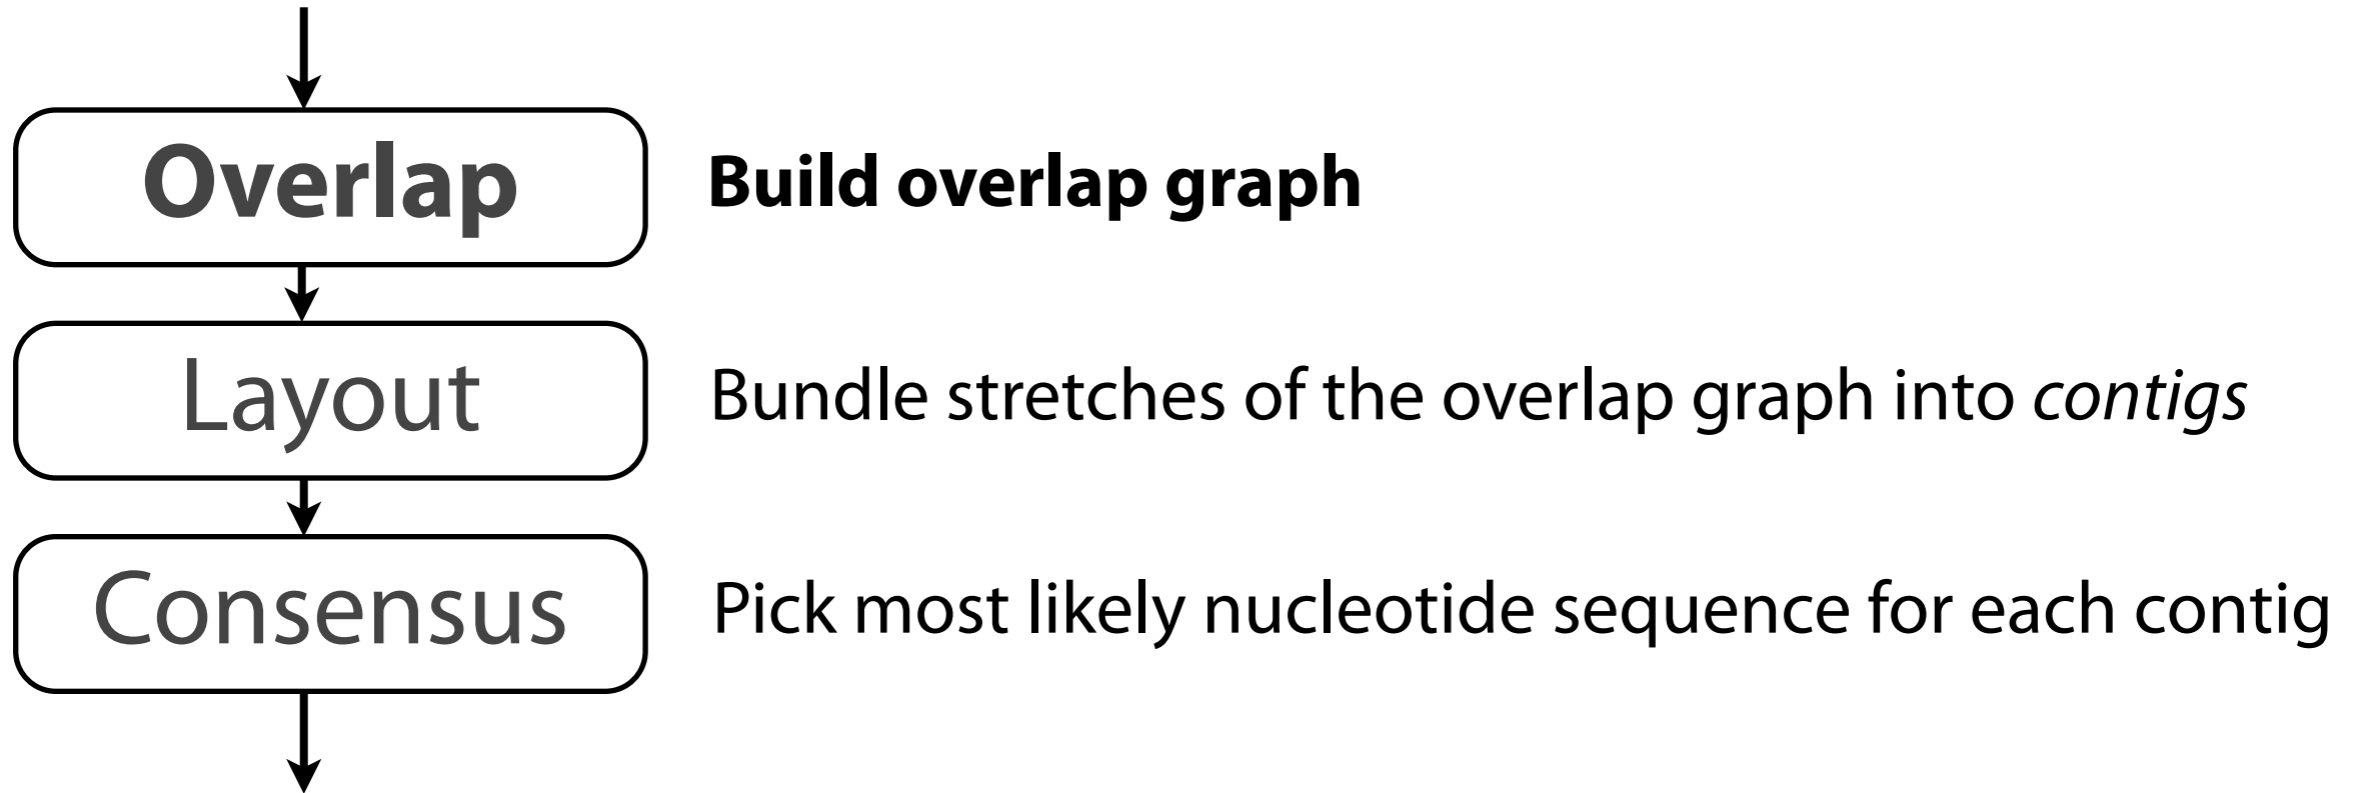 Overlap
Build overlap graph
Layout
Bundle stretches of the overlap graph into contigs
Consensus
Pick most likely nucleotide sequence for each contig